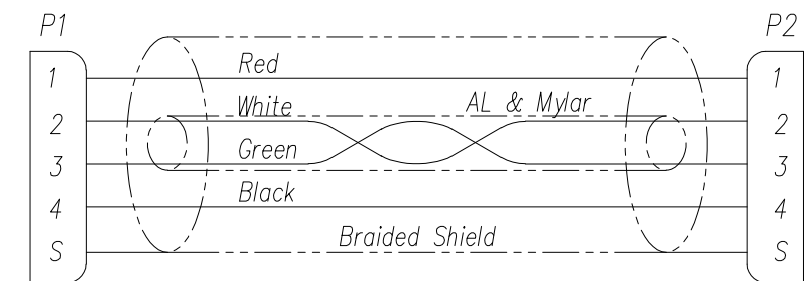 P1 P2
1 Red 1
2 White AL & Mylar 2
3 Green 3
4 Black 4
S Braided Shield S